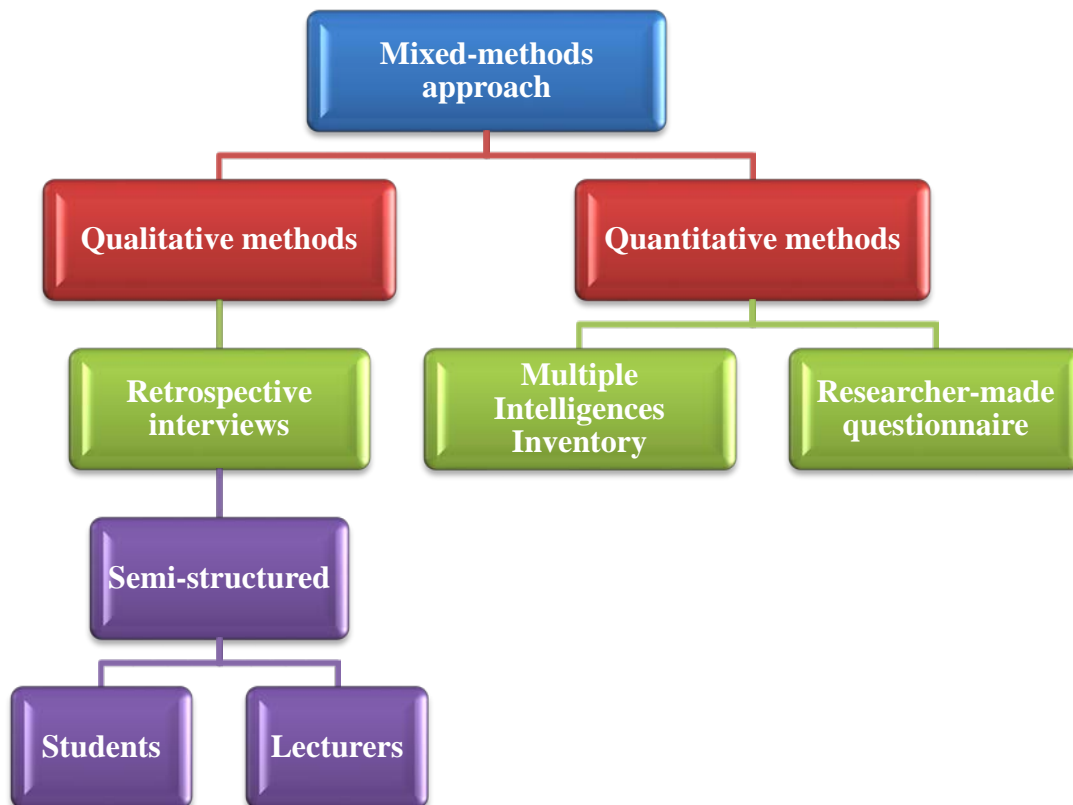 Mixed-methods
approach
Qualitative methods
Quantitative methods
Retrospective
interviews
Multiple
Intelligences
Inventory
Researcher-made
questionnaire
Semi-structured
Students
Lecturers